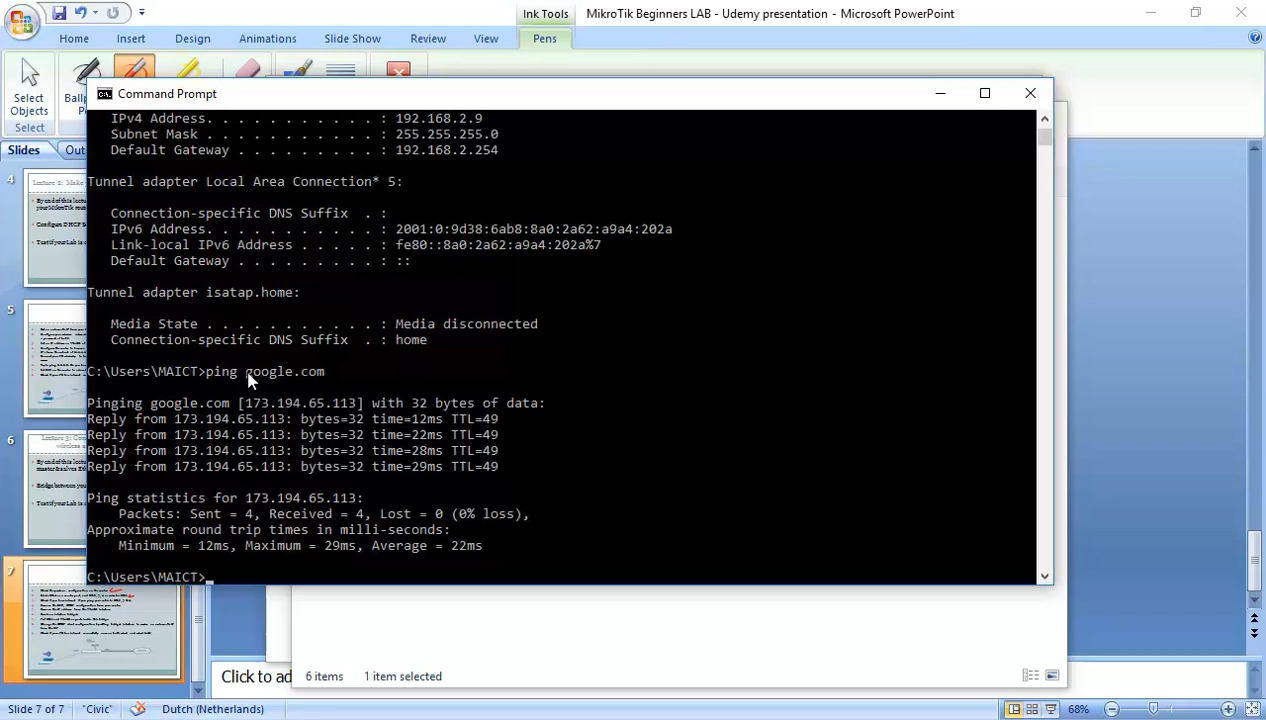 Ink Tools
MikroTik Beginners LAB - Udemy presentation - Microsoft PowerPoint
Home Insert Design Animations Slide Show Review View Pens
Select
Objects
Select
Slides
4
5
6
7
Command Prompt
IPv4 Address. . . . . . . . . . . : 192.168.2.9
Subnet Mask . . . . . . . . . . . : 255.255.255.0
Default Gateway . . . . . . . . . : 192.168.2.254
Tunnel adapter Local Area Connection* 5:
Connection-specific DNS Suffix . :
IPv6 Address. . . . . . . . . . . : 2001:0:9d38:6ab8:8a0:2a62:a9a4:202a
Link-local IPv6 Address . . . . . : fe80::8a0:2a62:a9a4:202a%7
Default Gateway . . . . . . . . . : ::
Tunnel adapter isatap.home:
Media State . . . . . . . . . . . : Media disconnected
Connection-specific DNS Suffix . : home
C:\Users\MAICT>ping google.com
Pinging google.com [173.194.65.113] with 32 bytes of data:
Reply from 173.194.65.113: bytes=32 time=12ms TTL=49
Reply from 173.194.65.113: bytes=32 time=22ms TTL=49
Reply from 173.194.65.113: bytes=32 time=28ms TTL=49
Reply from 173.194.65.113: bytes=32 time=29ms TTL=49
Ping statistics for 173.194.65.113:
Packets: Sent = 4, Received = 4, Lost = 0 (0% loss),
Approximate round trip times in milli-seconds:
Minimum = 12ms, Maximum = 29ms, Average = 22ms
C:\Users\MAICT>_
6 items 1 item selected
Click to ad
Slide 7 of 7 "Civic" Dutch (Netherlands) 68%